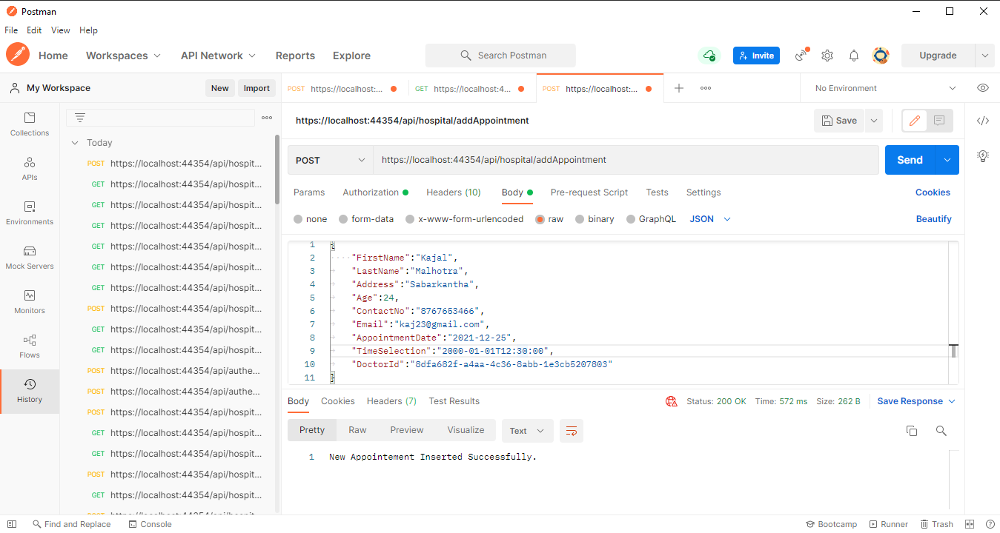 Postman
File Edit View Help
Home Workspaces API Network Reports Explore Search Postman Invite Upgrade
My Workspace New Import POST https://localhost:... GET https://localhost:4... POST https://localhost:... No Environment
https://localhost:44354/api/hospital/addAppointment Save
Collections
APIs
Environments
Mock Servers
Monitors
Flows
History
Today
POST https://localhost:44354/api/hospit...
GET https://localhost:44354/api/hospit...
GET https://localhost:44354/api/hospit...
GET https://localhost:44354/api/hospit...
GET https://localhost:44354/api/hospit...
GET https://localhost:44354/api/hospit...
GET https://localhost:44354/api/hospit...
POST https://localhost:44354/api/hospit...
GET https://localhost:44354/api/hospit...
GET https://localhost:44354/api/hospit...
POST https://localhost:44354/api/authe...
POST https://localhost:44354/api/authe...
POST https://localhost:44354/api/hospit...
GET https://localhost:44354/api/hospit...
GET https://localhost:44354/api/hospit...
POST https://localhost:44354/api/hospit...
GET https://localhost:44354/api/hospit...
POST https://localhost:44354/api/hospit...
POST https://localhost:44354/api/hospital/addAppointment Send
Params Authorization Headers (10) Body Pre-request Script Tests Settings Cookies
none form-data x-www-form-urlencoded raw binary GraphQL JSON Beautify
1 {
2 "FirstName":"Kajal",
3 "LastName":"Malhotra",
4 "Address":"Sabarkantha",
5 "Age":24,
6 "ContactNo":"8767653466",
7 "Email":"kaj23@gmail.com",
8 "AppointmentDate":"2021-12-25",
9 "TimeSelection":"2000-01-01T12:30:00",
10 "DoctorId":"8dfa682f-a4aa-4c36-8abb-1e3cb5207803"
11 }
Body Cookies Headers (7) Test Results Status: 200 OK Time: 572 ms Size: 262 B Save Response
Pretty Raw Preview Visualize Text
1 New Appointement Inserted Successfully.
Find and Replace Console Bootcamp Runner Trash